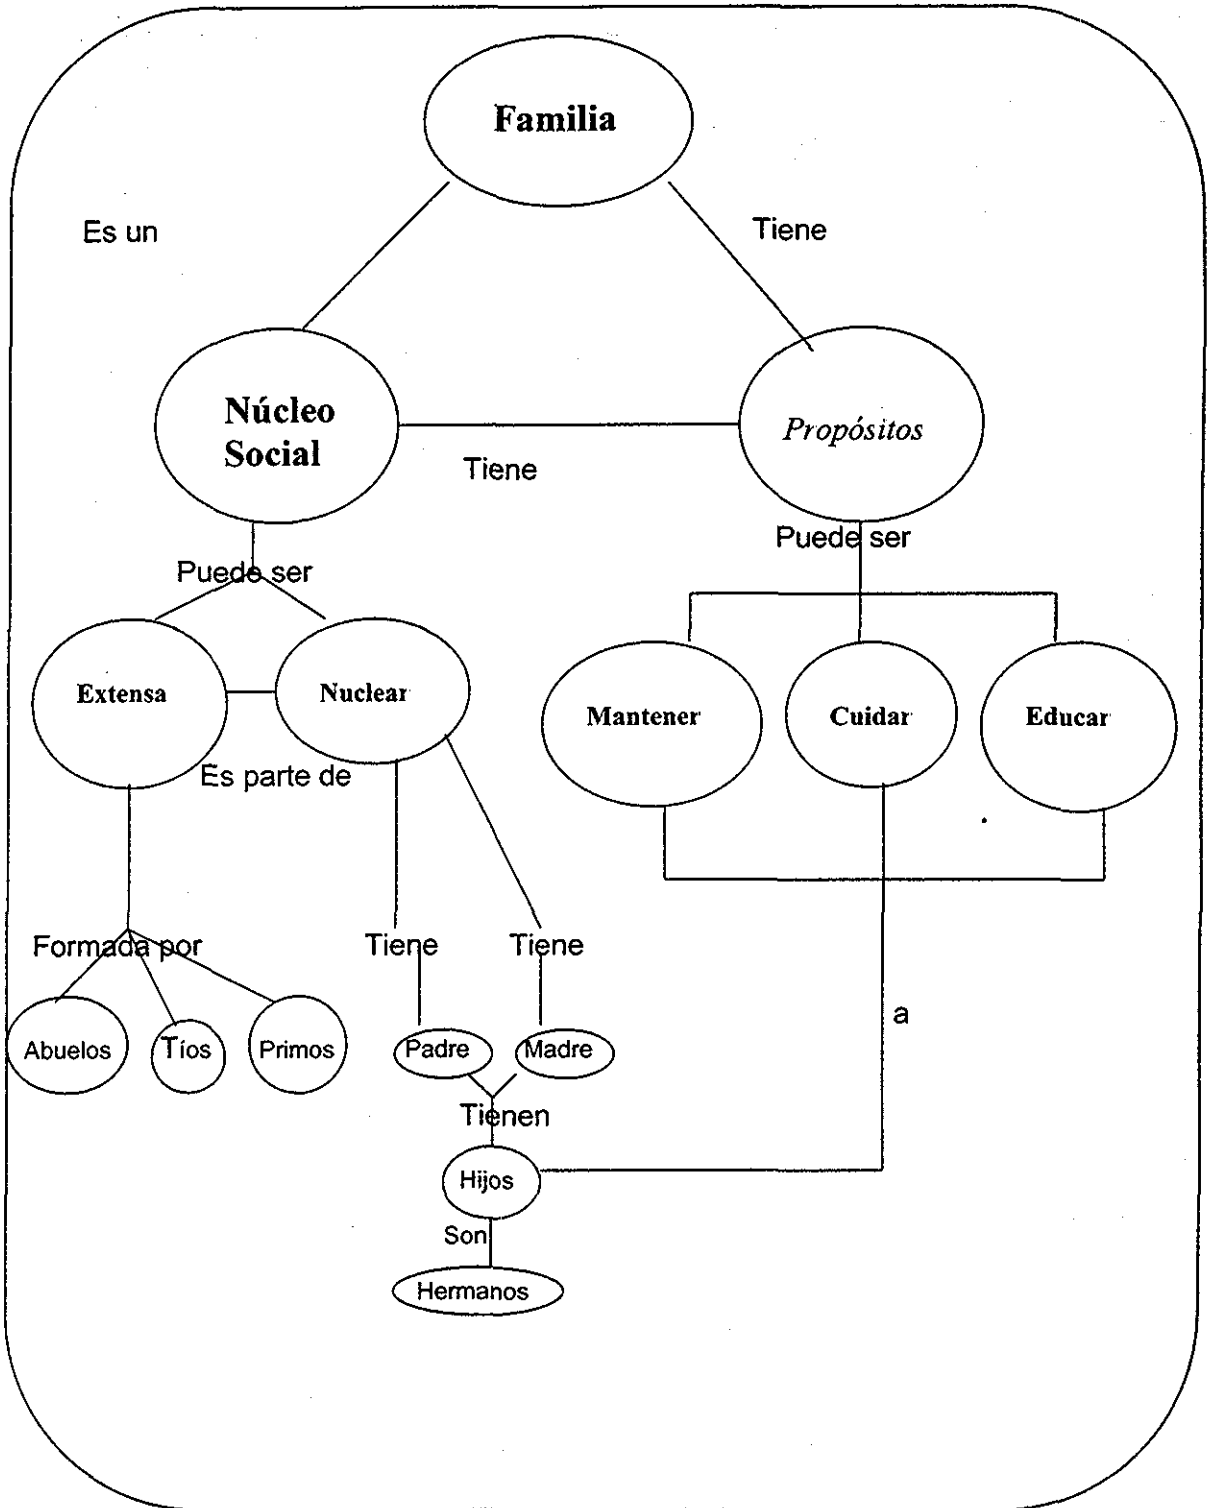 Familia
Es un
Tiene
Núcleo
Social
Propósitos
Tiene
Puede ser
Puede ser
Extensa
Nuclear
Mantener
Cuidar
Educar
Es parte de
Formada por
Tiene
Tiene
a
Abuelos
Tíos
Primos
Padre
Madre
Tienen
Hijos
Son
Hermanos